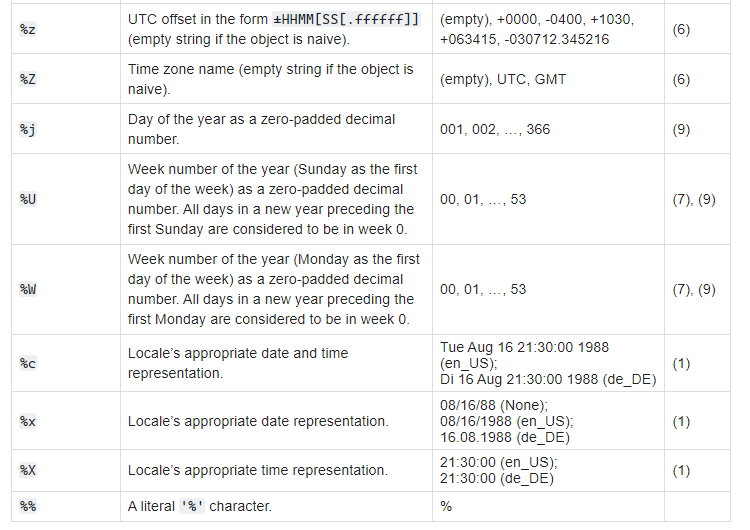 %z
UTC offset in the form ±HHMM[SS[.ffffff]]
(empty string if the object is naive).
(empty), +0000, -0400, +1030,
+063415, -030712.345216
(6)
%Z
Time zone name (empty string if the object is
naive).
(empty), UTC, GMT
(6)
%j
Day of the year as a zero-padded decimal
number.
001, 002, …, 366
(9)
%U
Week number of the year (Sunday as the first
day of the week) as a zero-padded decimal
number. All days in a new year preceding the
first Sunday are considered to be in week 0.
00, 01, …, 53
(7), (9)
%W
Week number of the year (Monday as the first
day of the week) as a zero-padded decimal
number. All days in a new year preceding the
first Monday are considered to be in week 0.
00, 01, …, 53
(7), (9)
%c
Locale’s appropriate date and time
representation.
Tue Aug 16 21:30:00 1988
(en_US);
Di 16 Aug 21:30:00 1988 (de_DE)
(1)
%x
Locale’s appropriate date representation.
08/16/88 (None);
08/16/1988 (en_US);
16.08.1988 (de_DE)
(1)
%X
Locale’s appropriate time representation.
21:30:00 (en_US);
21:30:00 (de_DE)
(1)
%%
A literal '%' character.
%